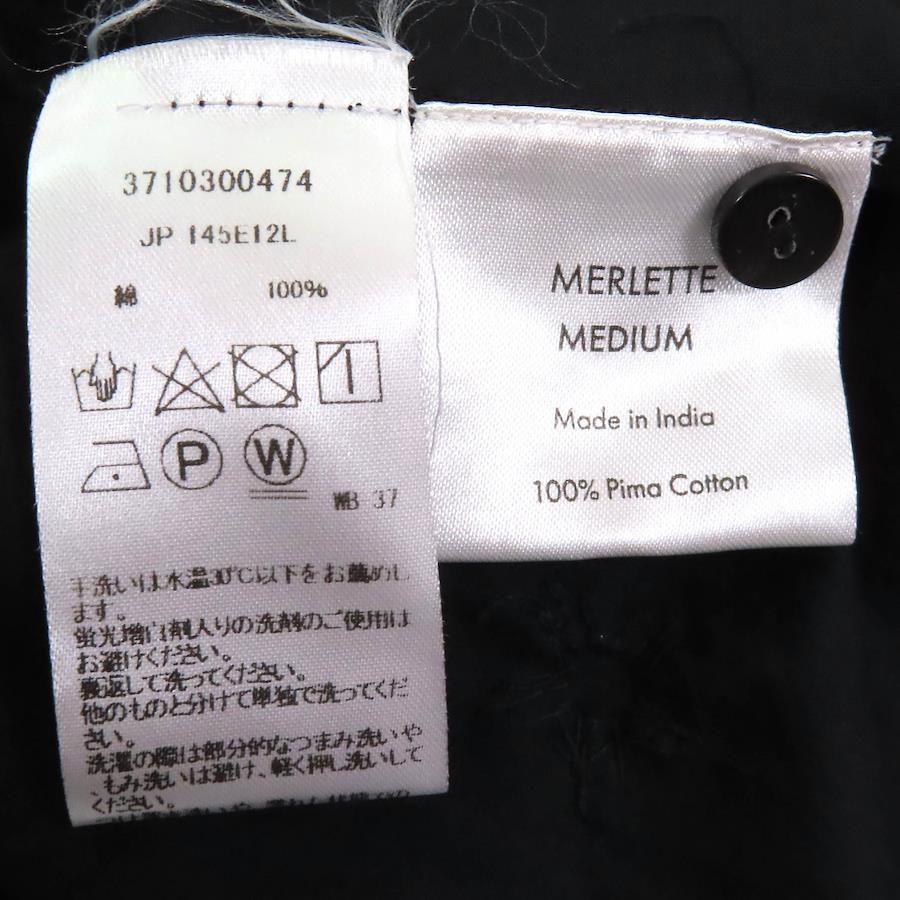 3710300474
JP 145E12L
綿 100%
P W
WB 37
手洗いは水温30℃以下をお薦めし
ます。
蛍光増白剤入りの洗剤のご使用は
お避けください。
裏返して洗ってください。
他のものと分けて単独で洗ってくだ
さい。
洗濯の際は部分的なつまみ洗いや
、もみ洗いは避け、軽く押し洗いして
ください。
MERLETTE
MEDIUM
Made in India
100% Pima Cotton